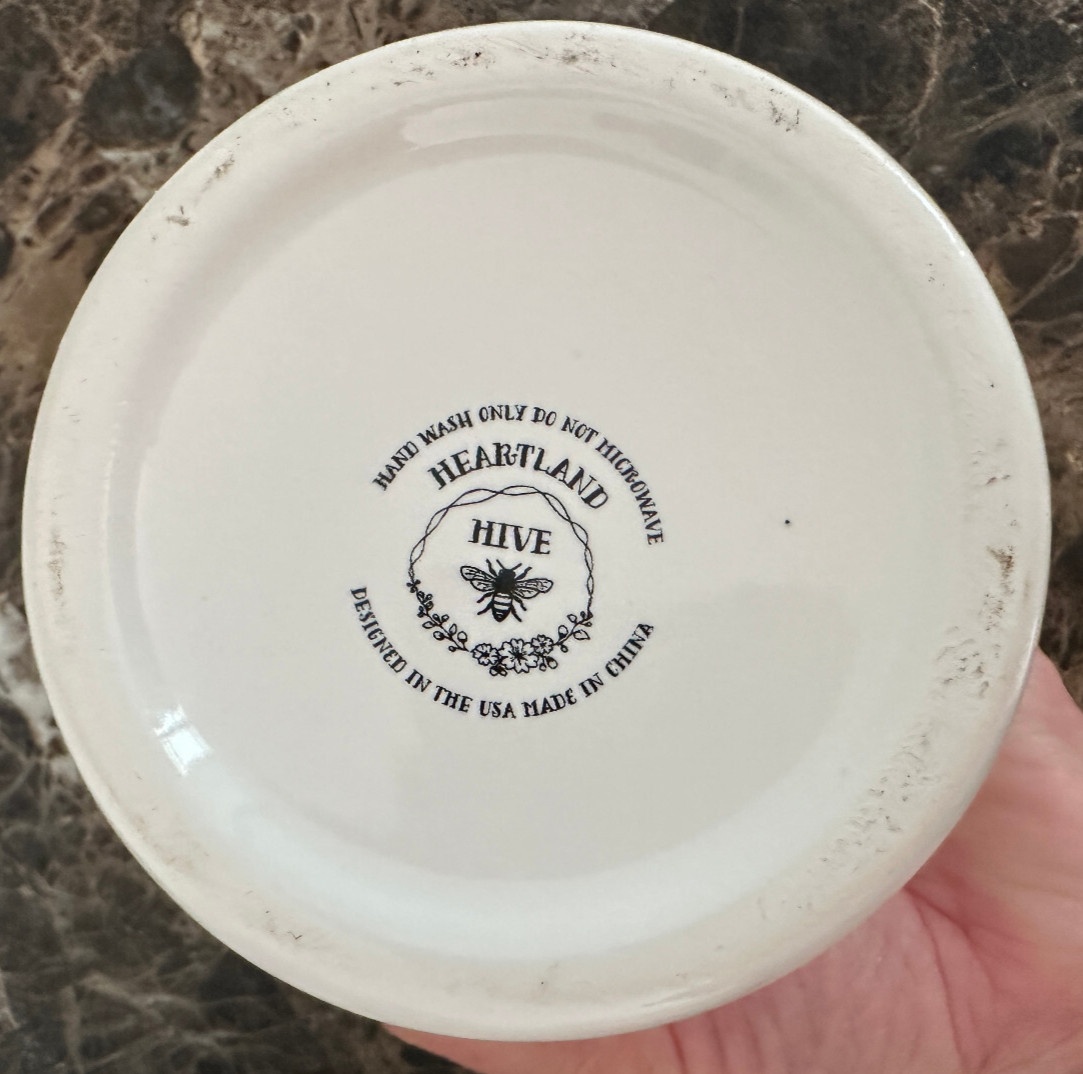 HAND WASH ONLY DO NOT MICROWAVE
HEARTLAND
HIVE
DESIGNED IN THE USA MADE IN CHINA